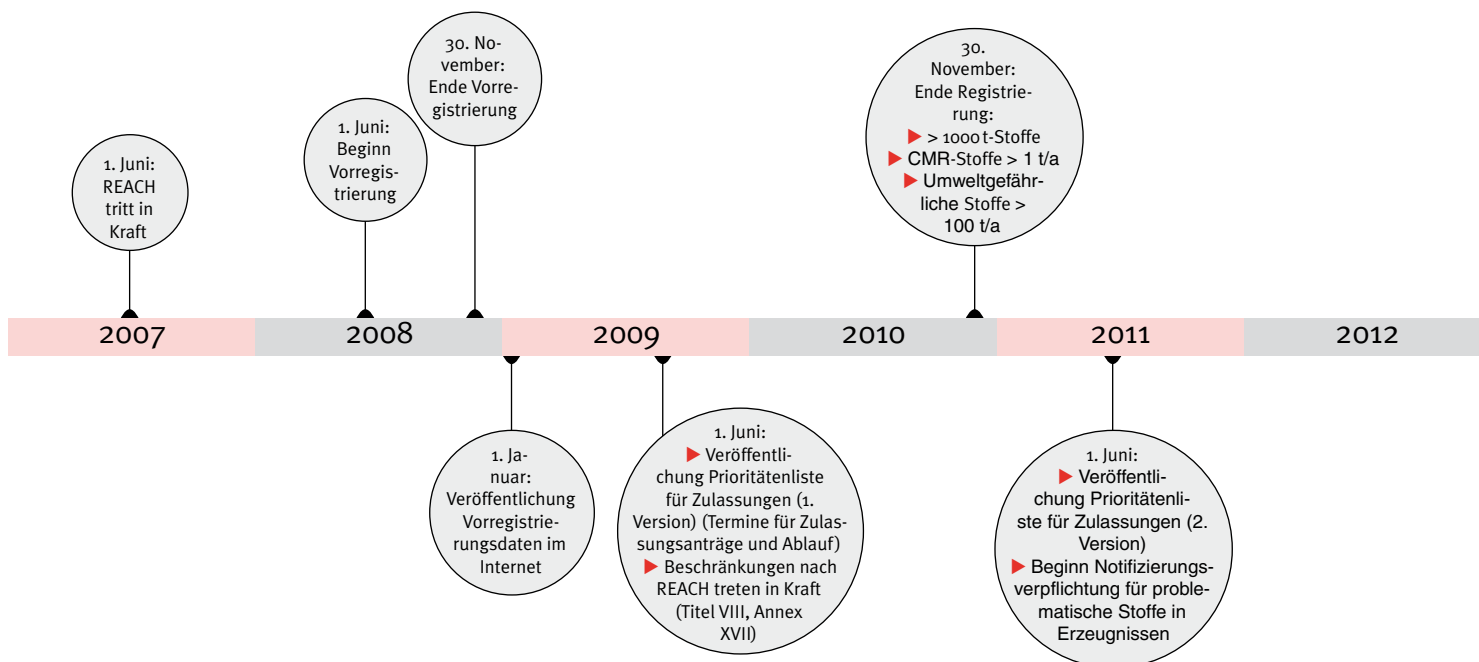 1. Juni:
REACH
tritt in
Kraft
1. Juni:
Beginn
Vorregis-
trierung
30. No-
vember:
Ende Vorre-
gistrierung
30.
November:
Ende Registrie-
rung:
▶ > 1000 t-Stoffe
▶ CMR-Stoffe > 1 t/a
▶ Umweltgefähr-
liche Stoffe >
100 t/a
2007 2008 2009 2010 2011 2012
1. Ja-
nuar:
Veröffentlichung
Vorregistrie-
rungsdaten im
Internet
1. Juni:
▶ Veröffentli-
chung Prioritätenliste
für Zulassungen (1.
Version) (Termine für Zulas-
sungsanträge und Ablauf)
▶ Beschränkungen nach
REACH treten in Kraft
(Titel VIII, Annex
XVII)
1. Juni:
▶ Veröffentli-
chung Prioritätenli-
ste für Zulassungen (2.
Version)
▶ Beginn Notifizierungs-
verpflichtung für proble-
matische Stoffe in
Erzeugnissen